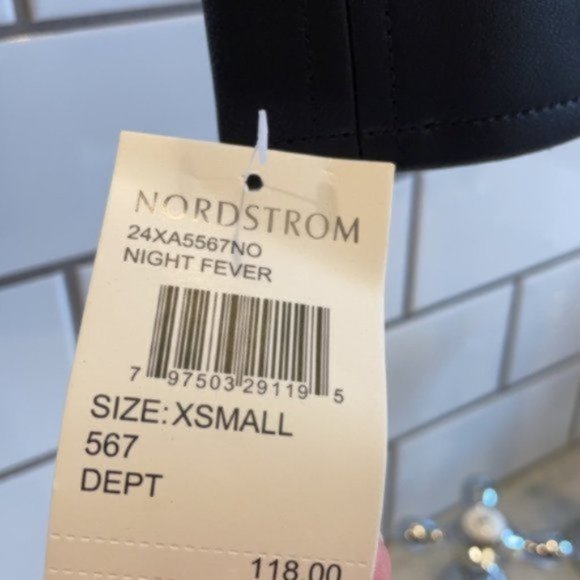 NORDSTROM
24XA5567NO
NIGHT FEVER
7 97503 29119 5
SIZE: XSMALL
567
DEPT
118.00